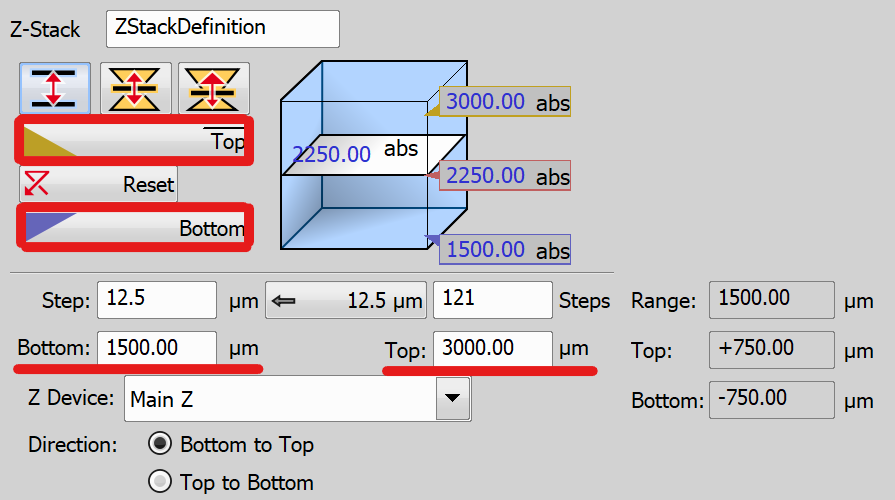 Z-Stack ZStackDefinition
3000.00 abs
Top
2250.00 abs
2250.00 abs
Reset
Bottom
1500.00 abs
Step: 12.5 µm 12.5 µm 121 Steps Range: 1500.00 µm
Bottom: 1500.00 µm Top: 3000.00 µm Top: +750.00 µm
Z Device: Main Z Bottom: -750.00 µm
Direction: Bottom to Top
Top to Bottom